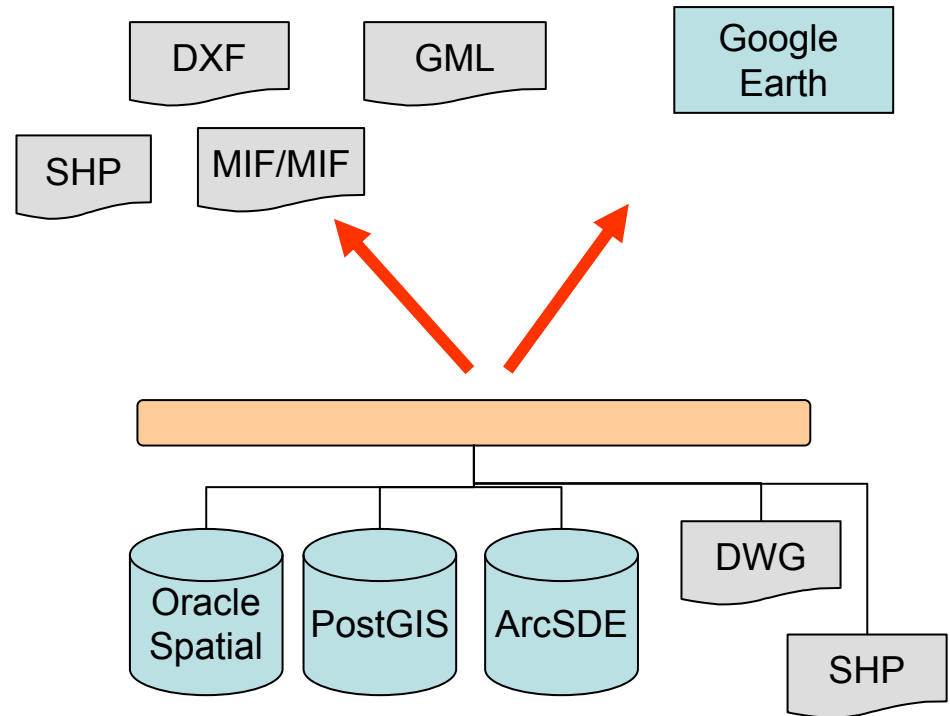 DXF
GML
Google
Earth
SHP
MIF/MIF
Oracle
Spatial
PostGIS
ArcSDE
DWG
SHP